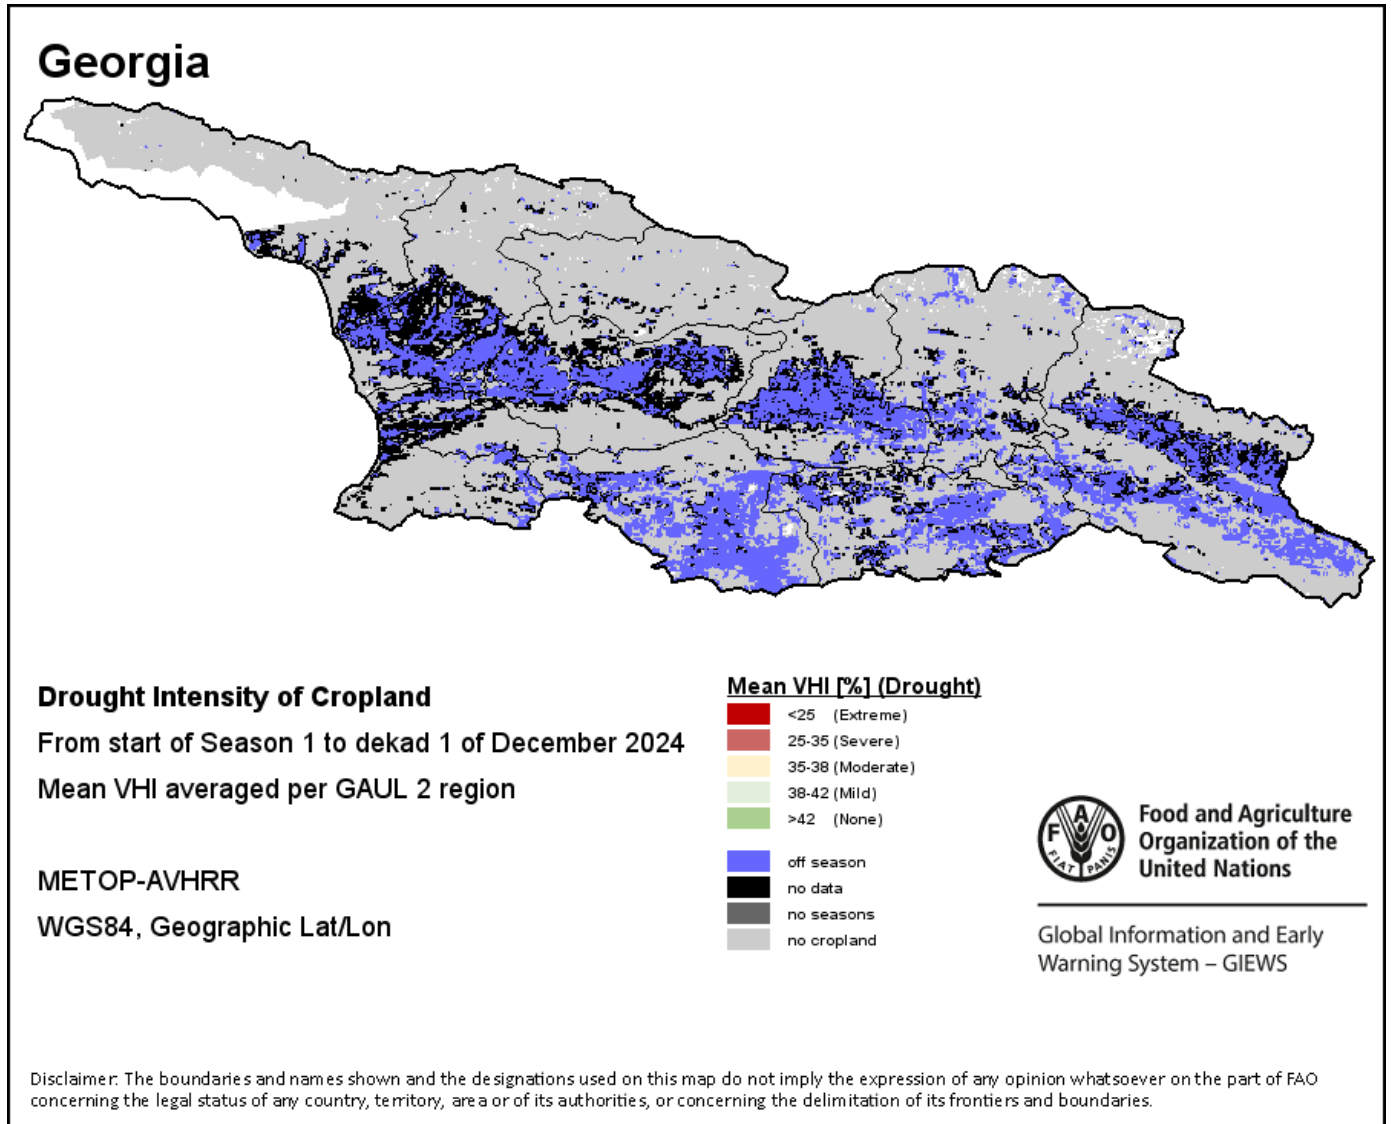 Georgia
Drought Intensity of Cropland
From start of Season 1 to dekad 1 of December 2024
Mean VHI averaged per GAUL 2 region
METOP-AVHRR
WGS84, Geographic Lat/Lon
Mean VHI [%] (Drought)
<25 (Extreme)
25-35 (Severe)
35-38 (Moderate)
38-42 (Mild)
>42 (None)
off season
no data
no seasons
no cropland
F A O
FIAT PANIS
Food and Agriculture
Organization of the
United Nations
Global Information and Early
Warning System – GIEWS
Disclaimer: The boundaries and names shown and the designations used on this map do not imply the expression of any opinion whatsoever on the part of FAO
concerning the legal status of any country, territory, area or of its authorities, or concerning the delimitation of its frontiers and boundaries.